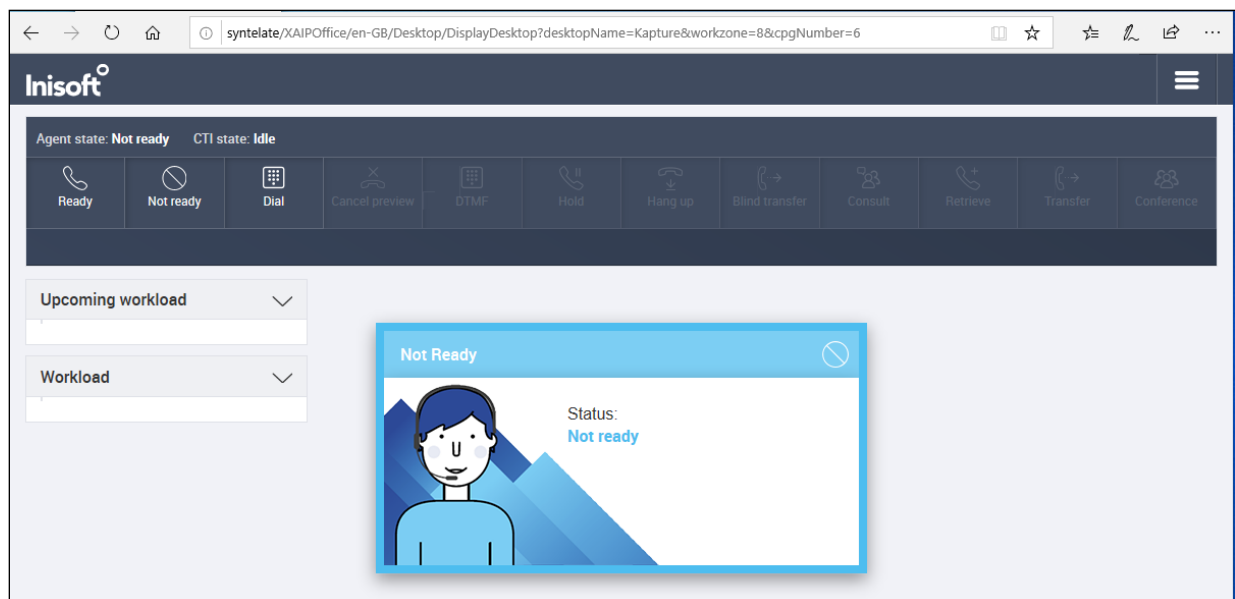 syntelate/XAIPOffice/en-GB/Desktop/DisplayDesktop?desktopName=Kapture&workzone=8&cpgNumber=6
Inisoft
Agent state: Not ready CTI state: Idle
Ready Not ready Dial Cancel preview DTMF Hold Hang up Blind transfer Consult Retrieve Transfer Conference
Upcoming workload
Not Ready
Workload
Status:
Not ready